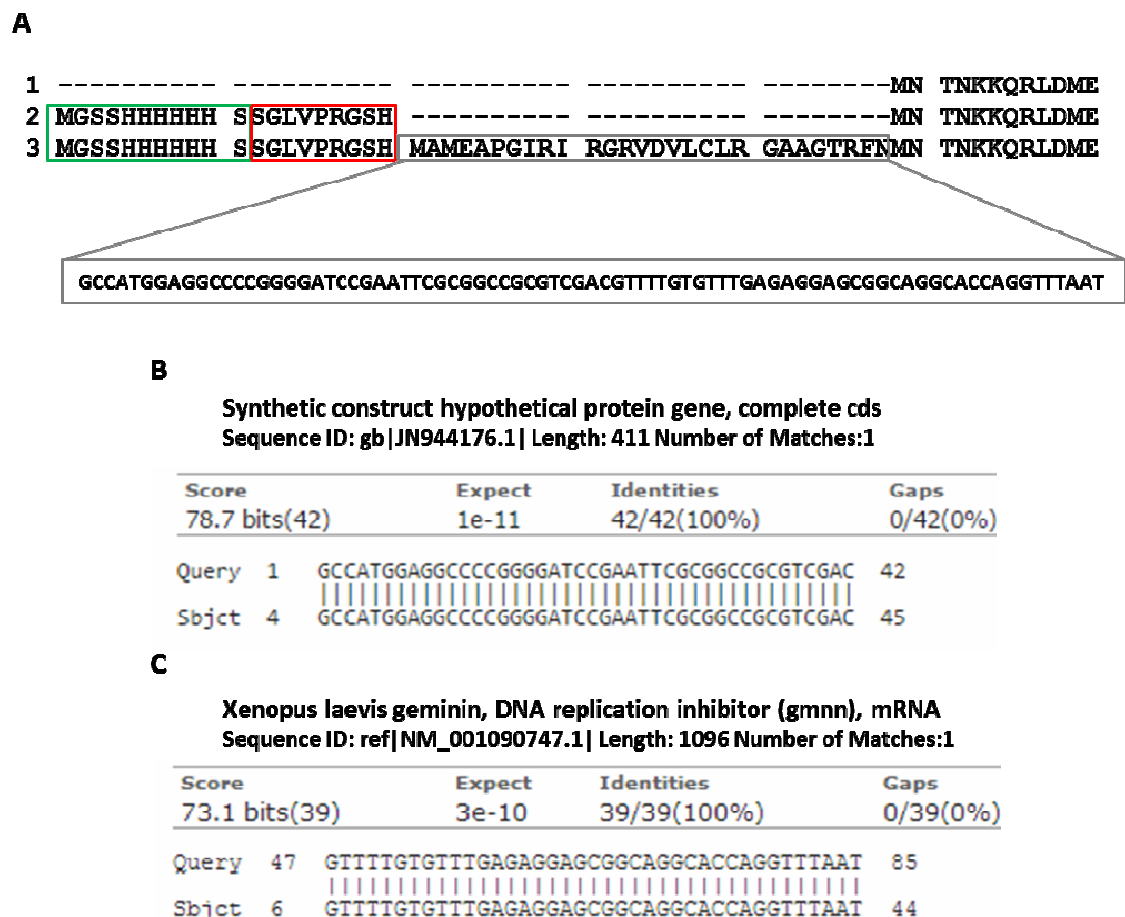 A
1 ---------- ---------- ---------- ---------- ----------MN TNKKQRLDME
2 MGSSHHHHHH SSGLVPRGSH ---------- ---------- ----------MN TNKKQRLDME
3 MGSSHHHHHH SSGLVPRGSH MAMEAPGIRI RGRVDVLCLR GAAGTRFNMN TNKKQRLDME
GCCATGGAGGCCCCGGGGATCCGAATTCGCGGCCGCGTCGACGTTTTGTGTTTGAGAGGAGCGGCAGGCACCAGGTTTAAT
B
Synthetic construct hypothetical protein gene, complete cds
Sequence ID: gb|JN944176.1| Length: 411 Number of Matches:1
Score Expect Identities Gaps
78.7 bits(42) 1e-11 42/42(100%) 0/42(0%)
Query 1 GCCATGGAGGCCCCGGGGATCCGAATTCGCGGCCGCGTCGAC 42
Sbjct 4 GCCATGGAGGCCCCGGGGATCCGAATTCGCGGCCGCGTCGAC 45
C
Xenopus laevis geminin, DNA replication inhibitor (gmnn), mRNA
Sequence ID: ref|NM_001090747.1| Length: 1096 Number of Matches:1
Score Expect Identities Gaps
73.1 bits(39) 3e-10 39/39(100%) 0/39(0%)
Query 47 GTTTTGTGTTTGAGAGGAGCGGCAGGCACCAGGTTTAAT 85
Sbjct 6 GTTTTGTGTTTGAGAGGAGCGGCAGGCACCAGGTTTAAT 44